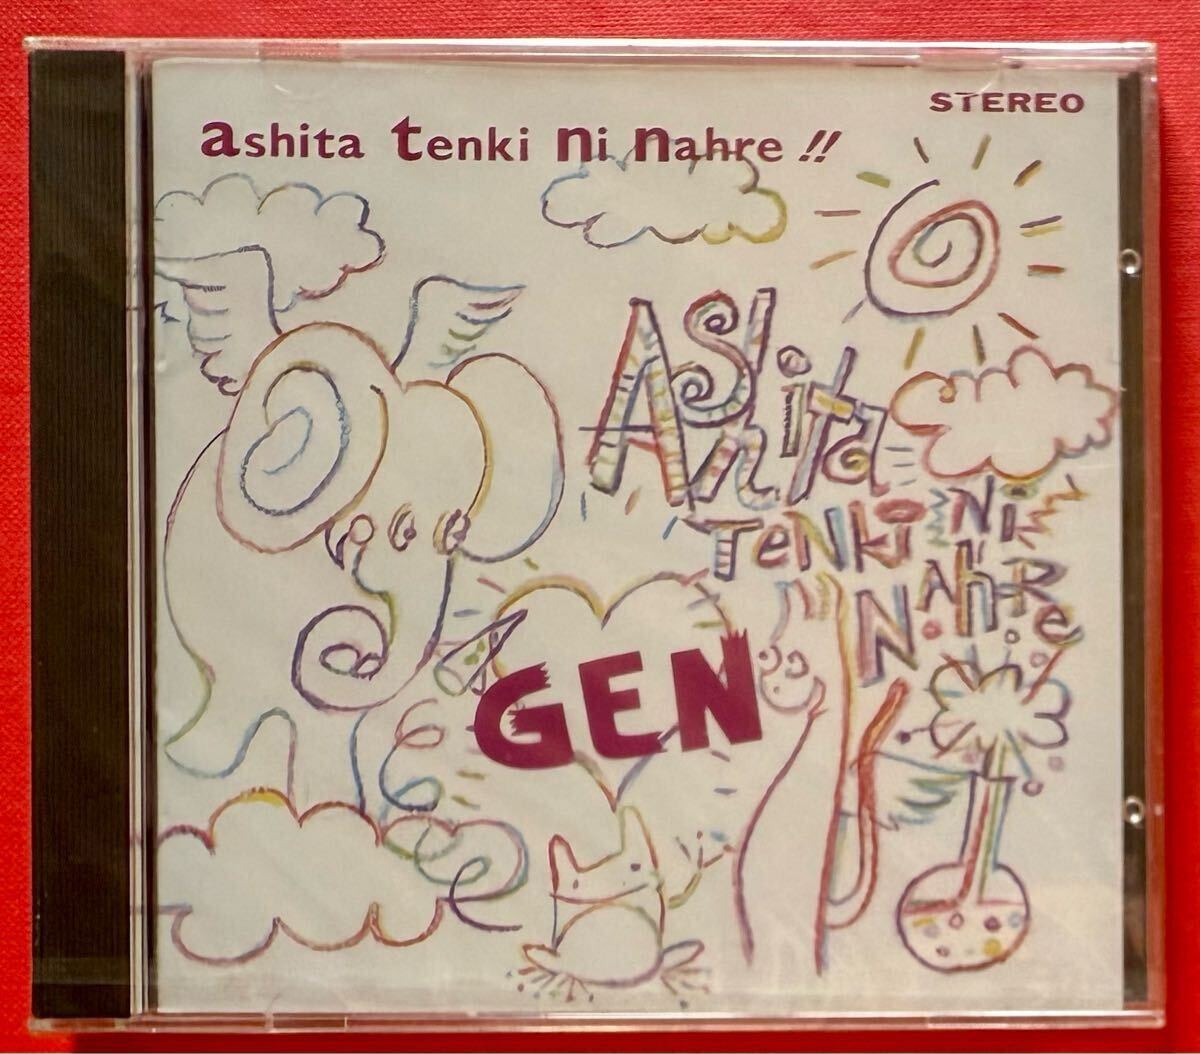 STEREO
ashita tenki ni nahre!!
Ashita
TeNki Ni
NahRe
GEN